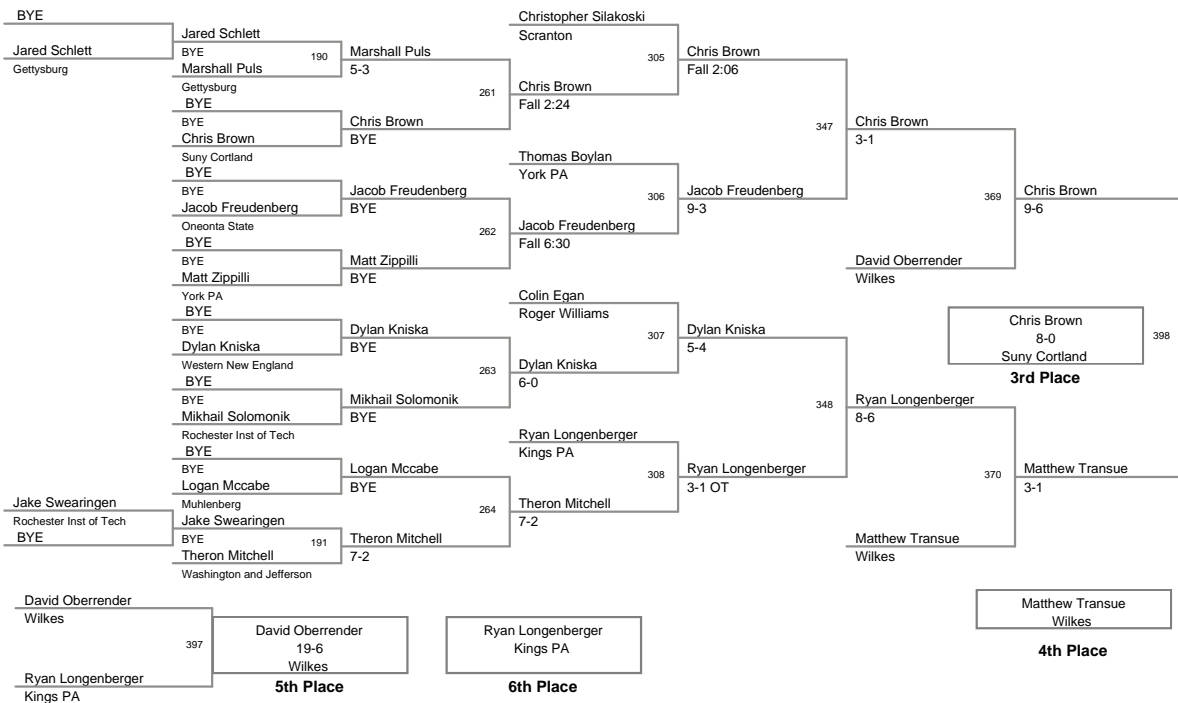 BYE
Jared Schlett
Gettysburg
Jared Schlett
BYE
190
Marshall Puls
Gettysburg
BYE
BYE
Chris Brown
Suny Cortland
BYE
BYE
Jacob Freudenberg
Oneonta State
BYE
BYE
Matt Zippilli
York PA
BYE
BYE
Dylan Kniska
Western New England
BYE
BYE
Mikhail Solomonik
Rochester Inst of Tech
BYE
BYE
Logan Mccabe
Muhlenberg
Jake Swearingen
Rochester Inst of Tech
BYE
Jake Swearingen
BYE
191
Theron Mitchell
Washington and Jefferson
Marshall Puls
5-3
261
Chris Brown
BYE
Jacob Freudenberg
BYE
262
Matt Zippilli
BYE
Dylan Kniska
BYE
263
Mikhail Solomonik
BYE
Logan Mccabe
BYE
264
Theron Mitchell
7-2
Christopher Silakoski
Scranton
305
Chris Brown
Fall 2:24
Thomas Boylan
York PA
306
Jacob Freudenberg
Fall 6:30
Colin Egan
Roger Williams
307
Dylan Kniska
6-0
Ryan Longenberger
Kings PA
308
Theron Mitchell
7-2
Chris Brown
Fall 2:06
347
Jacob Freudenberg
9-3
Dylan Kniska
5-4
348
Ryan Longenberger
3-1 OT
Chris Brown
3-1
369
David Oberrender
Wilkes
Ryan Longenberger
8-6
370
Matthew Transue
Wilkes
Chris Brown
9-6
Chris Brown
8-0
Suny Cortland
398
3rd Place
Matthew Transue
3-1
Matthew Transue
Wilkes
4th Place
David Oberrender
Wilkes
397
Ryan Longenberger
Kings PA
David Oberrender
19-6
Wilkes
5th Place
Ryan Longenberger
Kings PA
6th Place